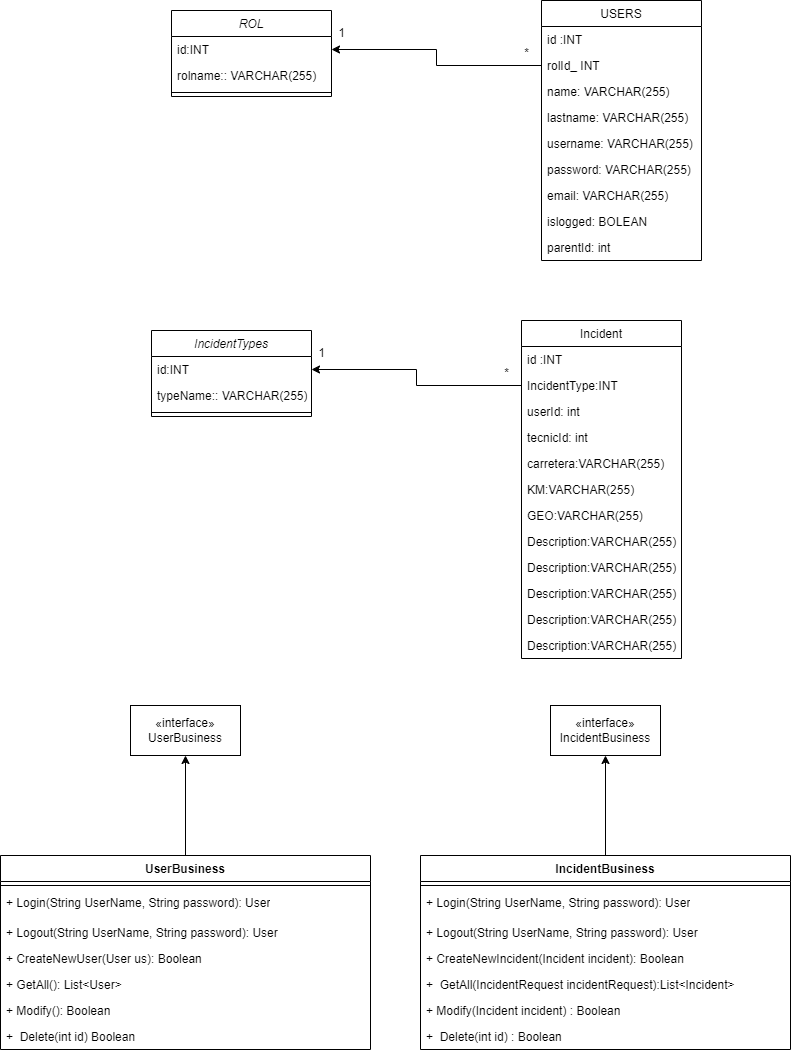 ROL
id:INT
rolname:: VARCHAR(255)
1
*
USERS
id :INT
rolId_ INT
name: VARCHAR(255)
lastname: VARCHAR(255)
username: VARCHAR(255)
password: VARCHAR(255)
email: VARCHAR(255)
islogged: BOLEAN
parentId: int
IncidentTypes
id:INT
typeName:: VARCHAR(255)
1
*
Incident
id :INT
IncidentType:INT
userId: int
tecnicId: int
carretera:VARCHAR(255)
KM:VARCHAR(255)
GEO:VARCHAR(255)
Description:VARCHAR(255)
Description:VARCHAR(255)
Description:VARCHAR(255)
Description:VARCHAR(255)
Description:VARCHAR(255)
«interface»
UserBusiness
«interface»
IncidentBusiness
UserBusiness
+ Login(String UserName, String password): User
+ Logout(String UserName, String password): User
+ CreateNewUser(User us): Boolean
+ GetAll(): List<User>
+ Modify(): Boolean
+ Delete(int id) Boolean
IncidentBusiness
+ Login(String UserName, String password): User
+ Logout(String UserName, String password): User
+ CreateNewIncident(Incident incident): Boolean
+ GetAll(IncidentRequest incidentRequest):List<Incident>
+ Modify(Incident incident) : Boolean
+ Delete(int id) : Boolean